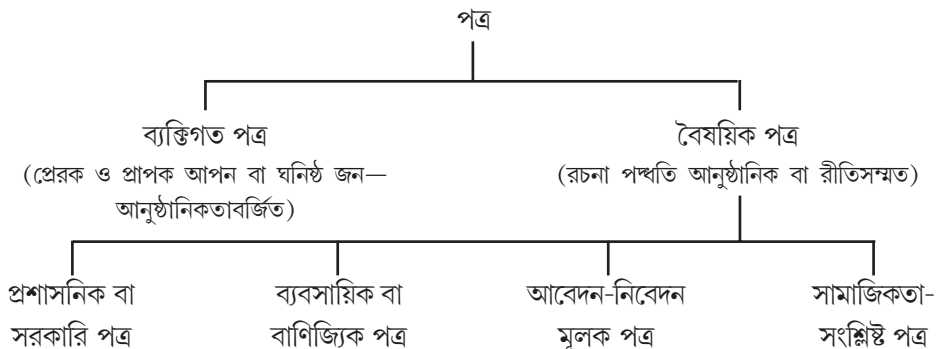 পত্র
ব্যক্তিগত পত্র
(প্রেরক ও প্রাপক আপন বা ঘনিষ্ঠ জন—
আনুষ্ঠানিকতাবর্জিত)
বৈষয়িক পত্র
(রচনা পদ্ধতি আনুষ্ঠানিক বা রীতিসম্মত)
প্রশাসনিক বা
সরকারি পত্র
ব্যবসায়িক বা
বাণিজ্যিক পত্র
আবেদন-নিবেদন
মূলক পত্র
সামাজিকতা-
সংশ্লিষ্ট পত্র